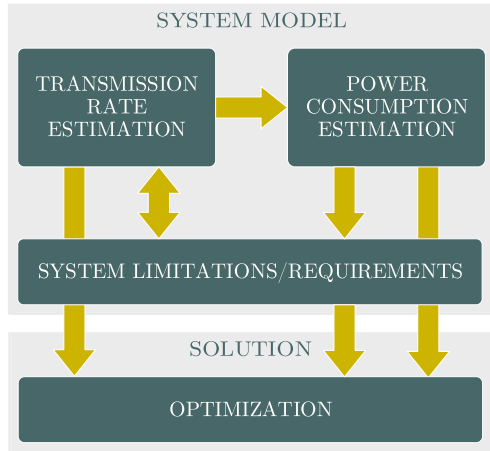 SYSTEM MODEL
TRANSMISSION
RATE
ESTIMATION
POWER
CONSUMPTION
ESTIMATION
SYSTEM LIMITATIONS/REQUIREMENTS
SOLUTION
OPTIMIZATION